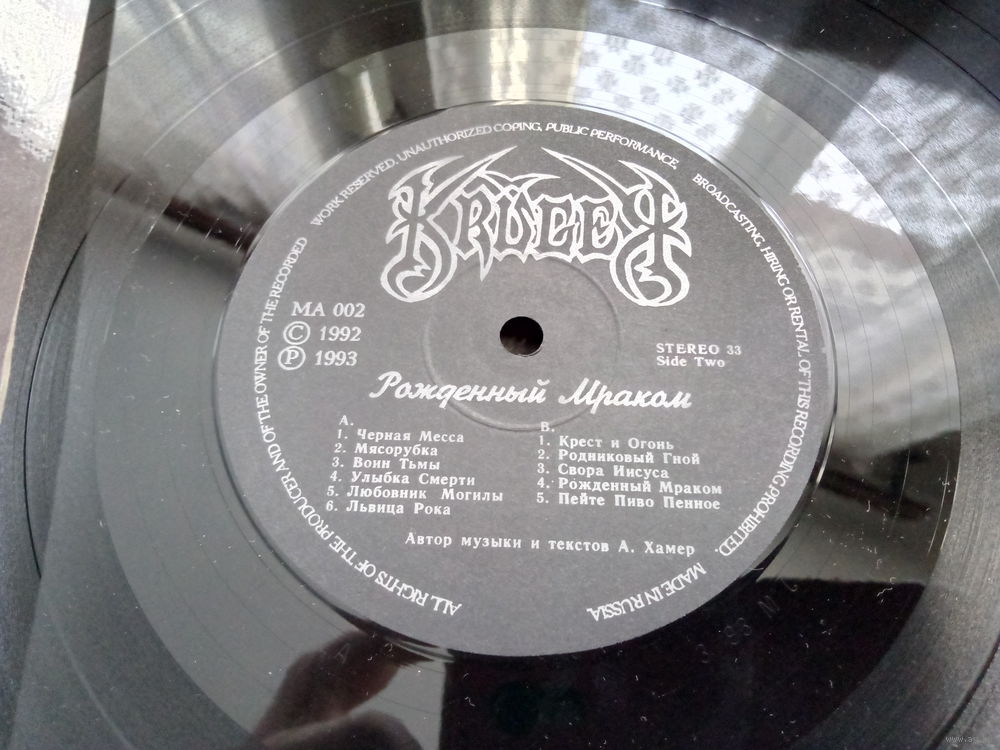 ALL RIGHTS OF THE PRODUCER AND OF THE OWNER OF THE RECORDED WORK RESERVED. UNAUTHORIZED COPING, PUBLIC PERFORMANCE, BROADCASTING, HIRING OR RENTAL OF THIS RECORDING PROHIBITED.
MADE IN RUSSIA.
KRÜGER
MA 002
© 1992
℗ 1993
STEREO 33
Side Two
Рожденный Мраком
A.
1. Черная Месса
2. Мясорубка
3. Воин Тьмы
4. Улыбка Смерти
5. Любовник Могилы
6. Львица Рока
B.
1. Крест и Огонь
2. Родниковый Гной
3. Свора Иисуса
4. Рожденный Мраком
5. Пейте Пиво Пенное
Автор музыки и текстов А. Хамер